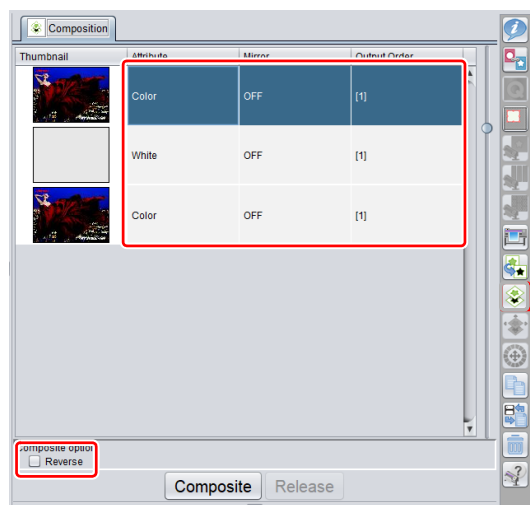 Composition
Thumbnail Attribute Mirror Output Order
Color OFF [1]
White OFF [1]
Color OFF [1]
Composite option
Reverse
Composite Release